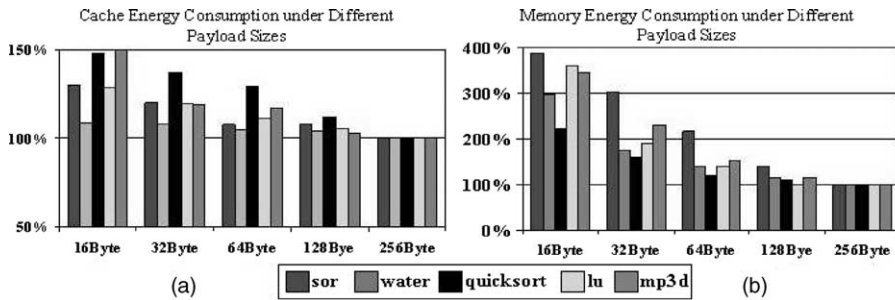 Cache Energy Consumption under Different
Payload Sizes
150%
100%
50%
16Byte 32Byte 64Byte 128Bye 256Byte
(a)
Memory Energy Consumption under Different
Payload Sizes
400%
300%
200%
100%
0%
16Byte 32Byte 64Byte 128Bye 256Byte
(b)
sor water quicksort lu mp3d